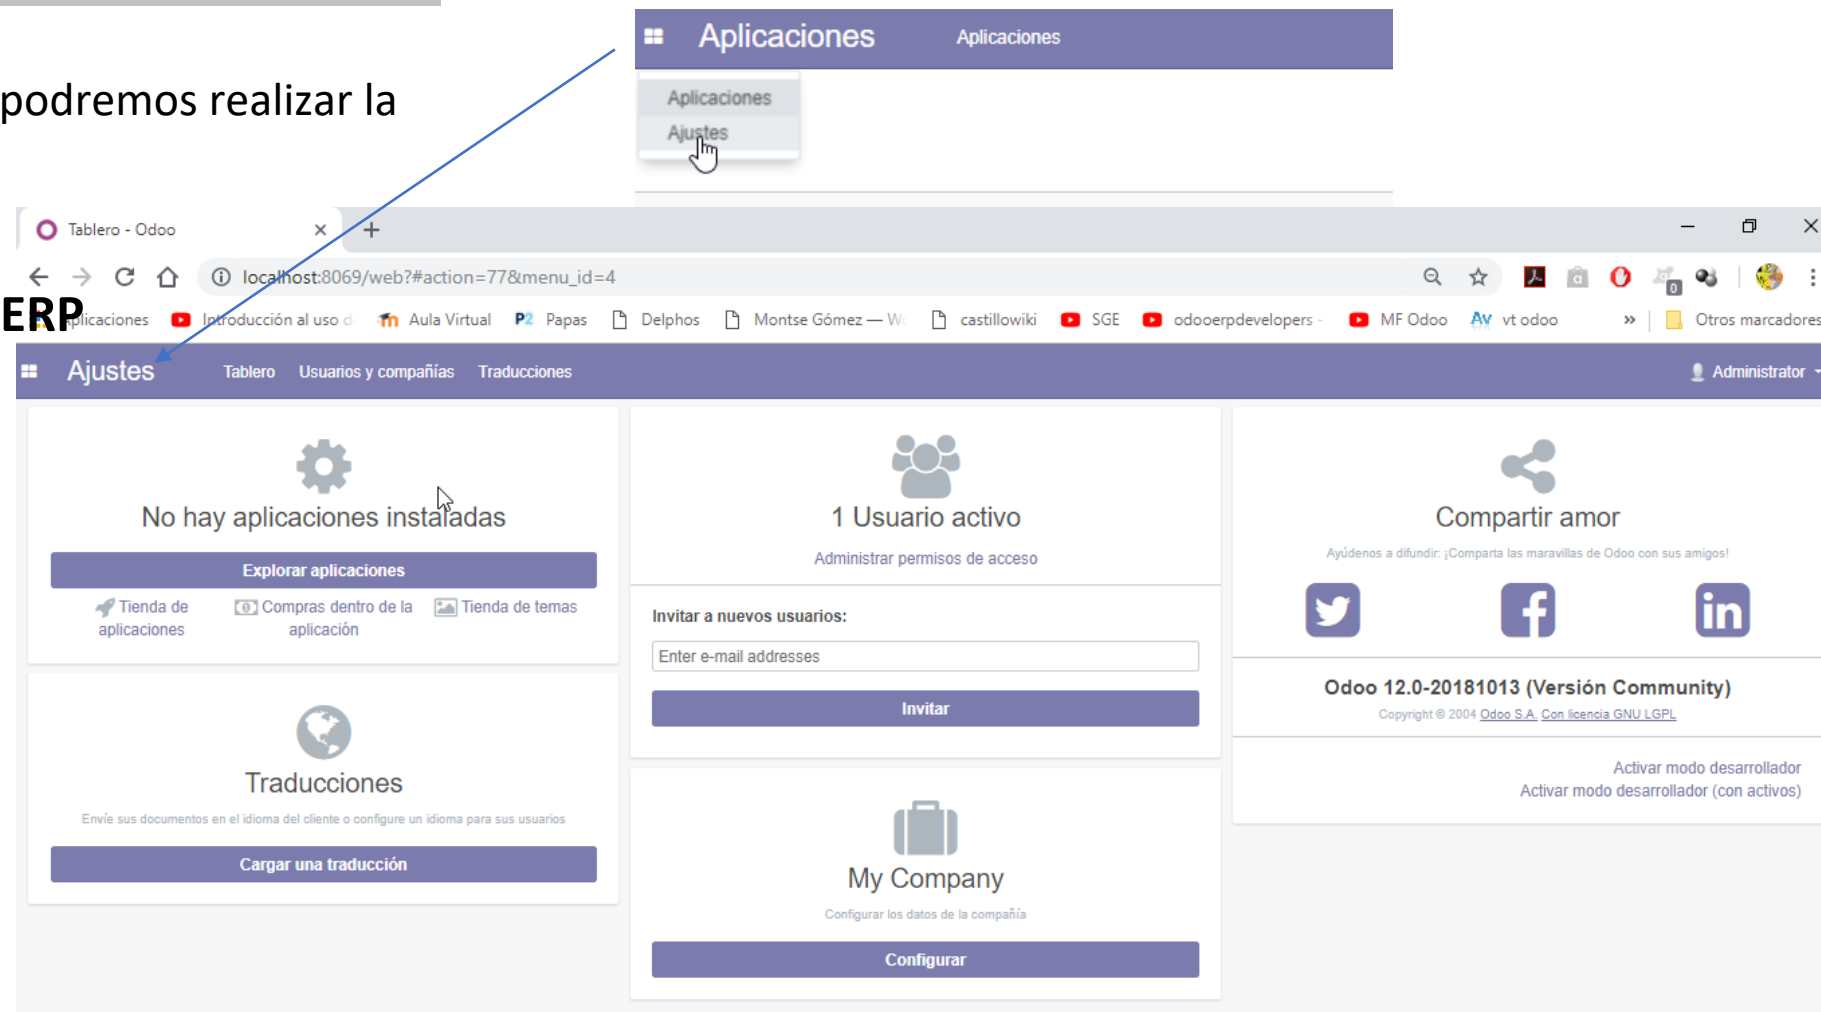 Aplicaciones Aplicaciones
Aplicaciones
Ajustes
podremos realizar la
ERP
Tablero - Odoo
localhost:8069/web?#action=77&menu_id=4
Aplicaciones Introducción al uso d Aula Virtual P2 Papas Delphos Montse Gómez — W castillowiki SGE odooerpdevelopers - MF Odoo vt odoo » Otros marcadores
Ajustes Tablero Usuarios y compañías Traducciones Administrator
No hay aplicaciones instaladas
Explorar aplicaciones
Tienda de aplicaciones
Compras dentro de la aplicación
Tienda de temas
Traducciones
Envíe sus documentos en el idioma del cliente o configure un idioma para sus usuarios
Cargar una traducción
1 Usuario activo
Administrar permisos de acceso
Invitar a nuevos usuarios:
Enter e-mail addresses
Invitar
My Company
Configurar los datos de la compañía
Configurar
Compartir amor
Ayúdenos a difundir: ¡Comparta las maravillas de Odoo con sus amigos!
Odoo 12.0-20181013 (Versión Community)
Copyright © 2004 Odoo S.A. Con licencia GNU LGPL
Activar modo desarrollador
Activar modo desarrollador (con activos)